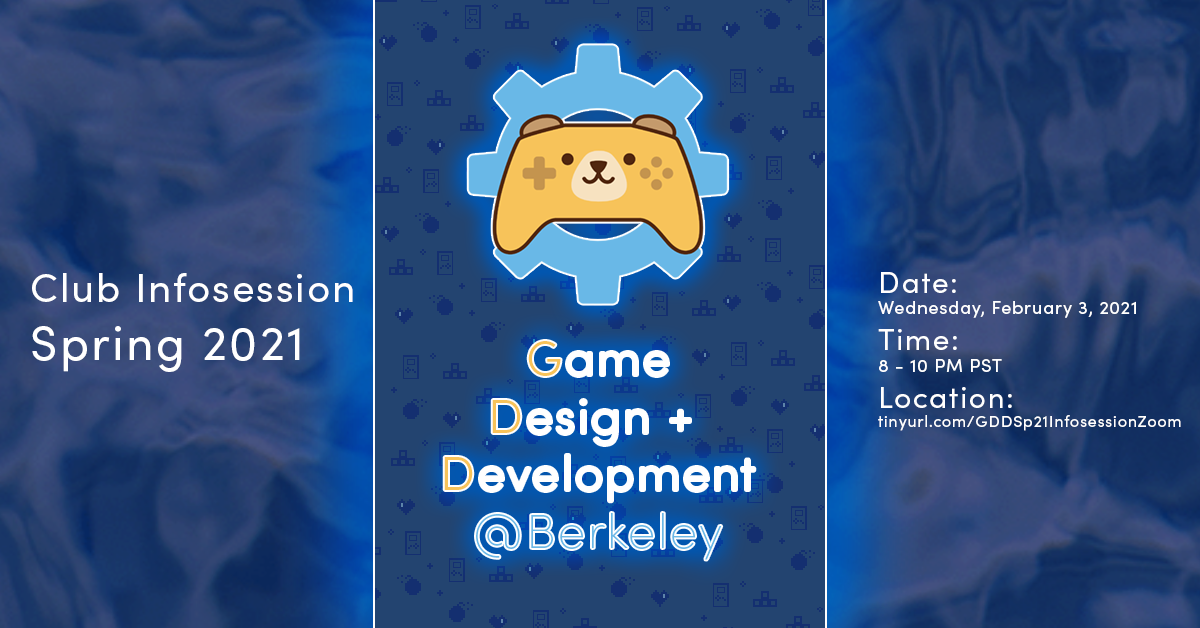 Club Infosession
Spring 2021
Game
Design +
Development
@Berkeley
Date:
Wednesday, February 3, 2021
Time:
8 - 10 PM PST
Location:
tinyurl.com/GDDSp21InfosessionZoom